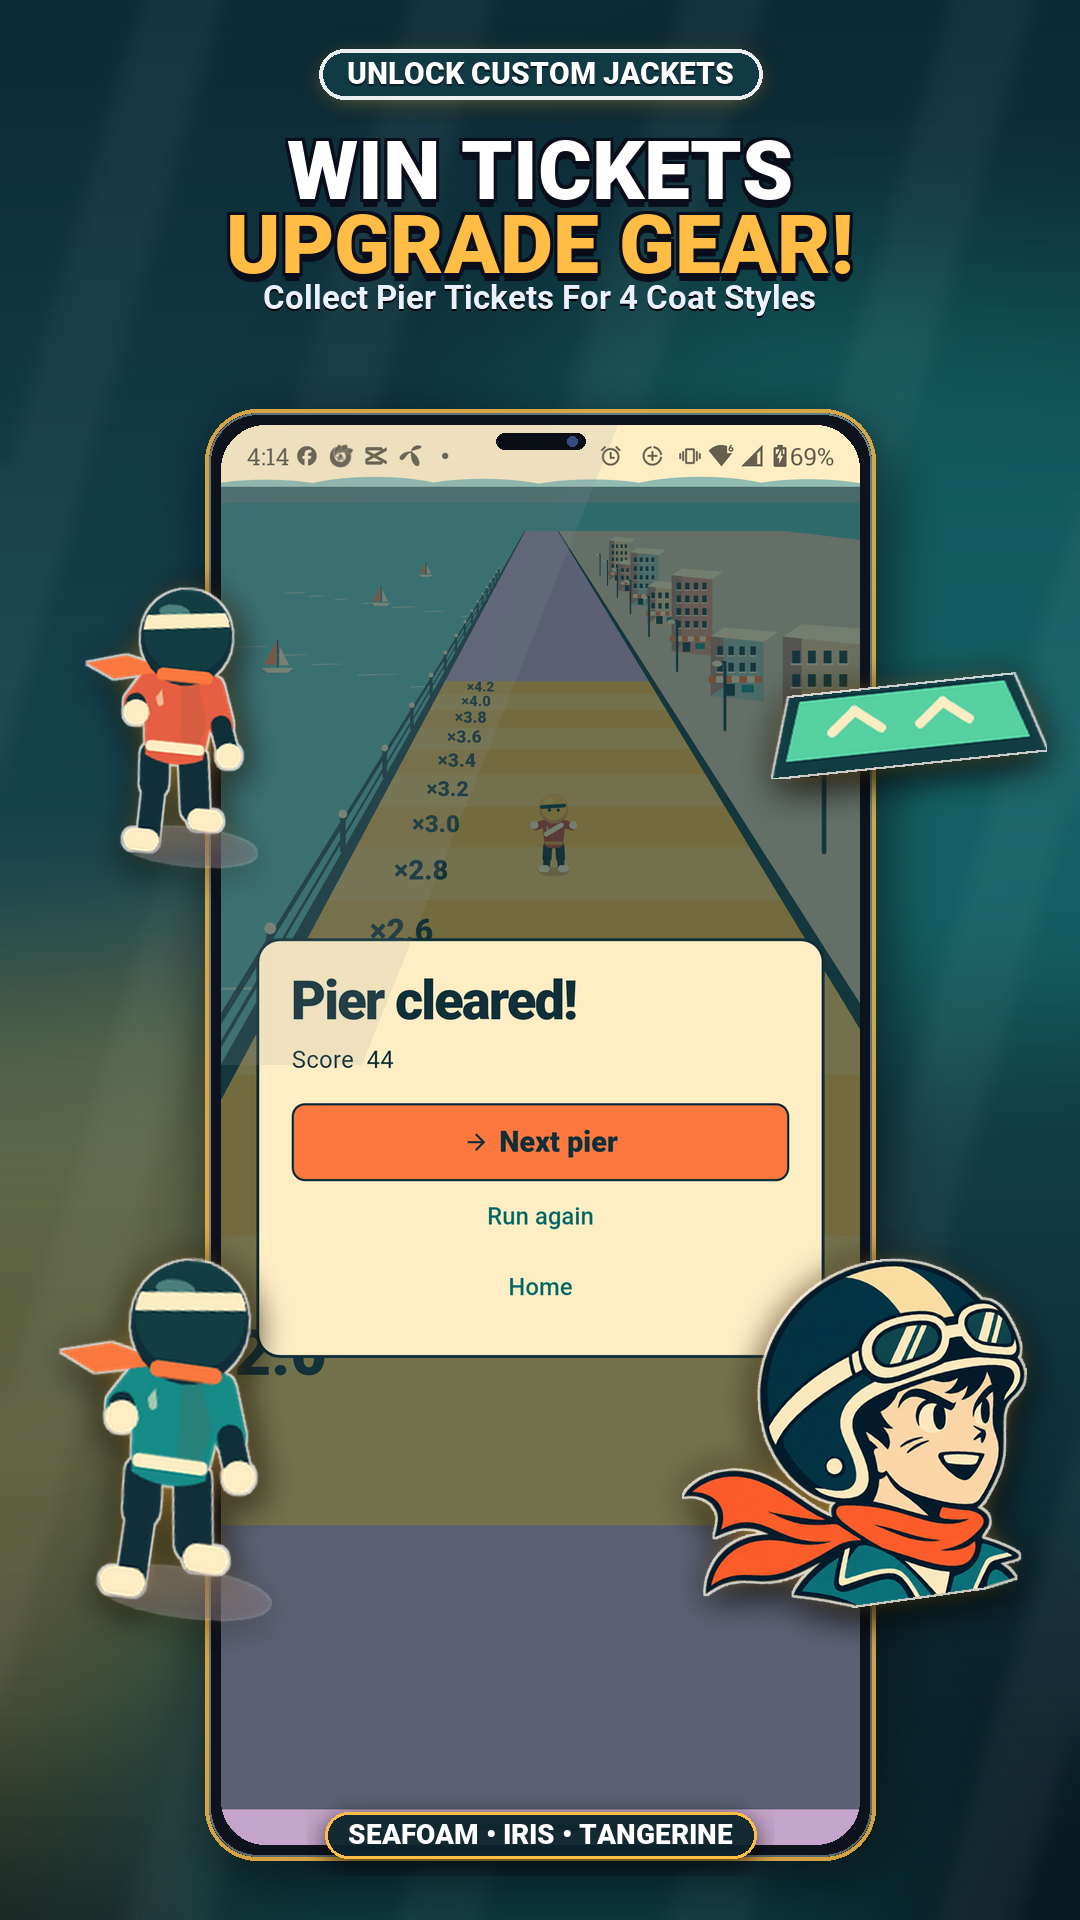 UNLOCK CUSTOM JACKETS
WIN TICKETS
UPGRADE GEAR!
Collect Pier Tickets For 4 Coat Styles
4:14
69%
×4.2
×4.0
×3.8
×3.6
×3.4
×3.2
×3.0
×2.8
×2.6
Pier cleared!
Score 44
→ Next pier
Run again
Home
2.0
SEAFOAM • IRIS • TANGERINE